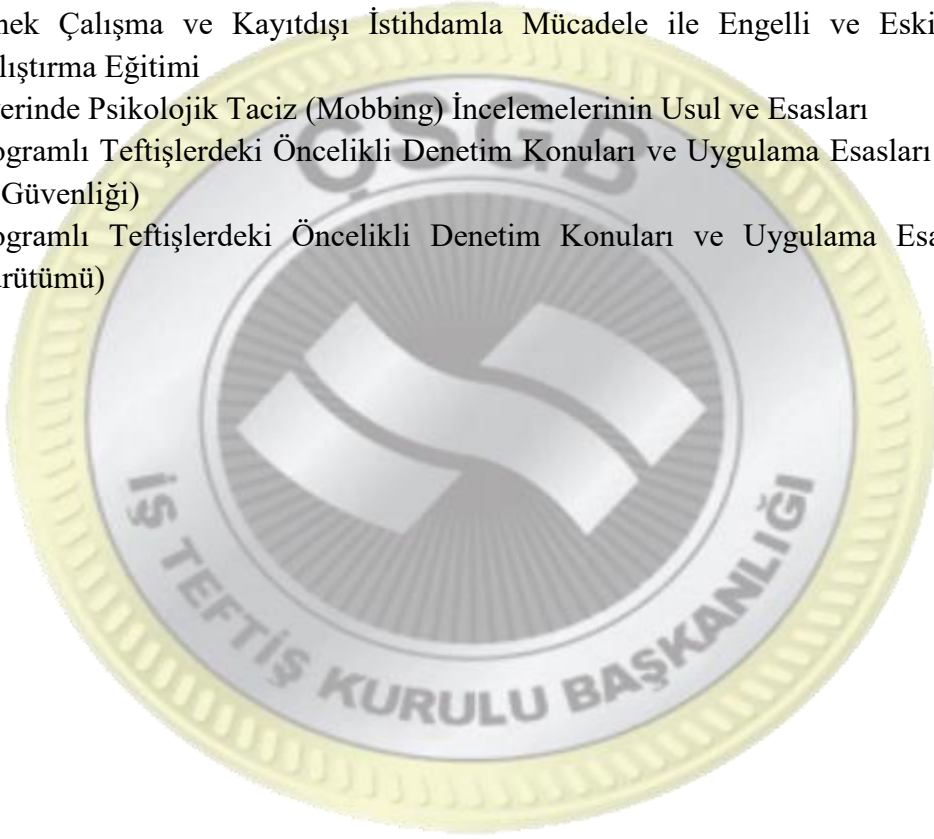 nek Çalışma ve Kayıtdışı İstihdamla Mücadele ile Engelli ve Eski
lıştırma Eğitimi
erinde Psikolojik Taciz (Mobbing) İncelemelerinin Usul ve Esasları
ogramlı Teftişlerdeki Öncelikli Denetim Konuları ve Uygulama Esasları
Güvenliği)
ogramlı Teftişlerdeki Öncelikli Denetim Konuları ve Uygulama Esa
rütümü)
ÇSGB
İŞ TEFTİŞ KURULU BAŞKANLIĞI